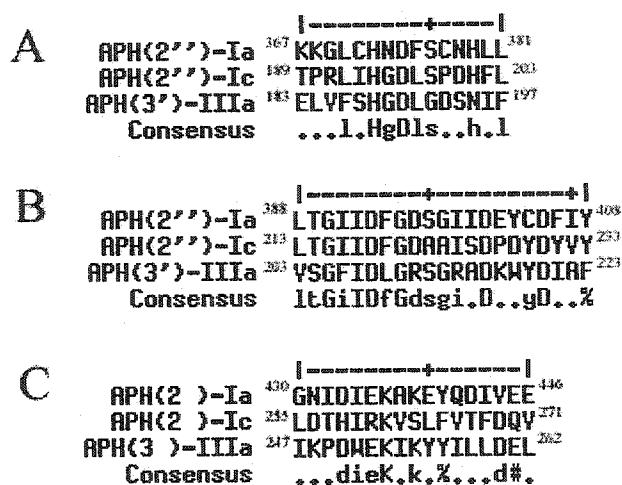 A
|-------+-----|
APH(2'')-Ia 367 KKGLCHNDFSCNHLL 381
APH(2'')-Ic 189 TPRLIHGDLSPDHFL 203
APH(3')-IIIa 183 ELVFSHGDLGDSNIF 197
Consensus ...l.HgDls..h.l
B
|--------+---------+|
APH(2'')-Ia 388 LTGIIDFGDSGIIDEYCDFIY 408
APH(2'')-Ic 213 LTGIIDFGDAAISDPDYDYVY 233
APH(3')-IIIa 203 VSGFIDLGRSGRADKWYDIAF 223
Consensus ltGiIDfGdsgi.D..yD..%
C
|--------+------|
APH(2 )-Ia 430 GNIDIEKAKEYQDIVEE 446
APH(2 )-Ic 255 LDTHIRKVSLFVTFDQV 271
APH(3 )-IIIa 247 IKPDWEKIKYYILLDEL 262
Consensus ...dieK.k.%...d#.